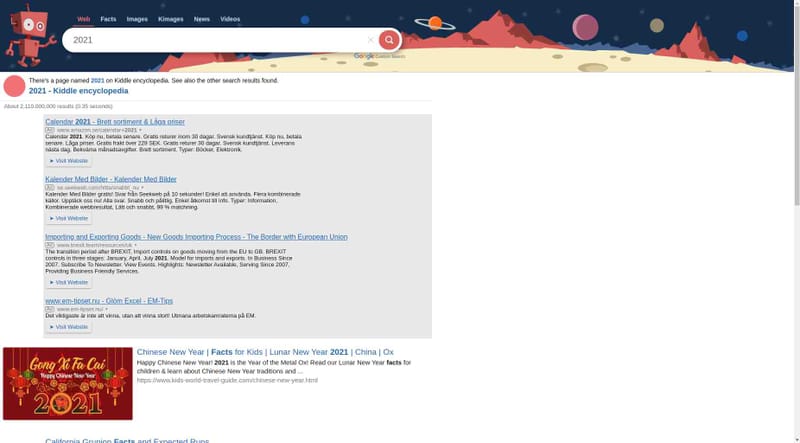 Web Facts Images Kimages News Videos
2021
Google Custom Search
There's a page named 2021 on Kiddle encyclopedia. See also the other search results found.
2021 - Kiddle encyclopedia
About 2,110,000,000 results (0.35 seconds)
Calendar 2021 - Brett sortiment & Låga priser
Ad www.amazon.se/calendar+2021
Calendar 2021. Köp nu, betala senare. Gratis returer inom 30 dagar. Svensk kundtjänst. Köp nu, betala
senare. Låga priser. Gratis frakt över 229 SEK. Gratis returer 30 dagar. Svensk kundtjänst. Leverans
nästa dag. Bekväma månadsavgifter. Brett sortiment. Typer: Böcker, Elektronik.
➤ Visit Website
Kalender Med Bilder - Kalender Med Bilder
Ad se.seekweb.com/hitta/snabbt_nu
Kalender Med Bilder gratis! Svar från Seekweb på 10 sekunder! Enkel att använda. Flera kombinerade
källor. Upptäck oss nu! Alla svar. Snabb och pålitlig. Enkel åtkomst till info. Typer: Information,
Kombinerade webbresultat, Lätt och snabbt, 99 % matchning.
➤ Visit Website
Importing and Exporting Goods - New Goods Importing Process - The Border with European Union
Ad
The transition period after BREXIT. Import controls on goods moving from the EU to GB. BREXIT
controls in three stages: January, April, July 2021. Model for imports and exports. In Business Since
2007. Subscribe To Newsletter. View Events. Highlights: Newsletter Available, Serving Since 2007,
Providing Business Friendly Services.
➤ Visit Website
www.em-tipset.nu - Glöm Excel - EM-Tips
Ad www.em-tipset.nu/
Det viktigaste är inte att vinna, utan att vinna stort! Utmana arbetskamraterna på EM.
➤ Visit Website
Gong Xi Fa Cai
Happy Chinese New Year
2021
Chinese New Year | Facts for Kids | Lunar New Year 2021 | China | Ox
Happy Chinese New Year! 2021 is the Year of the Metal Ox! Read our Lunar New Year facts for
children & learn about Chinese New Year traditions and ...
https://www.kids-world-travel-guide.com/chinese-new-year.html
California Grunion Facts and Expected Runs